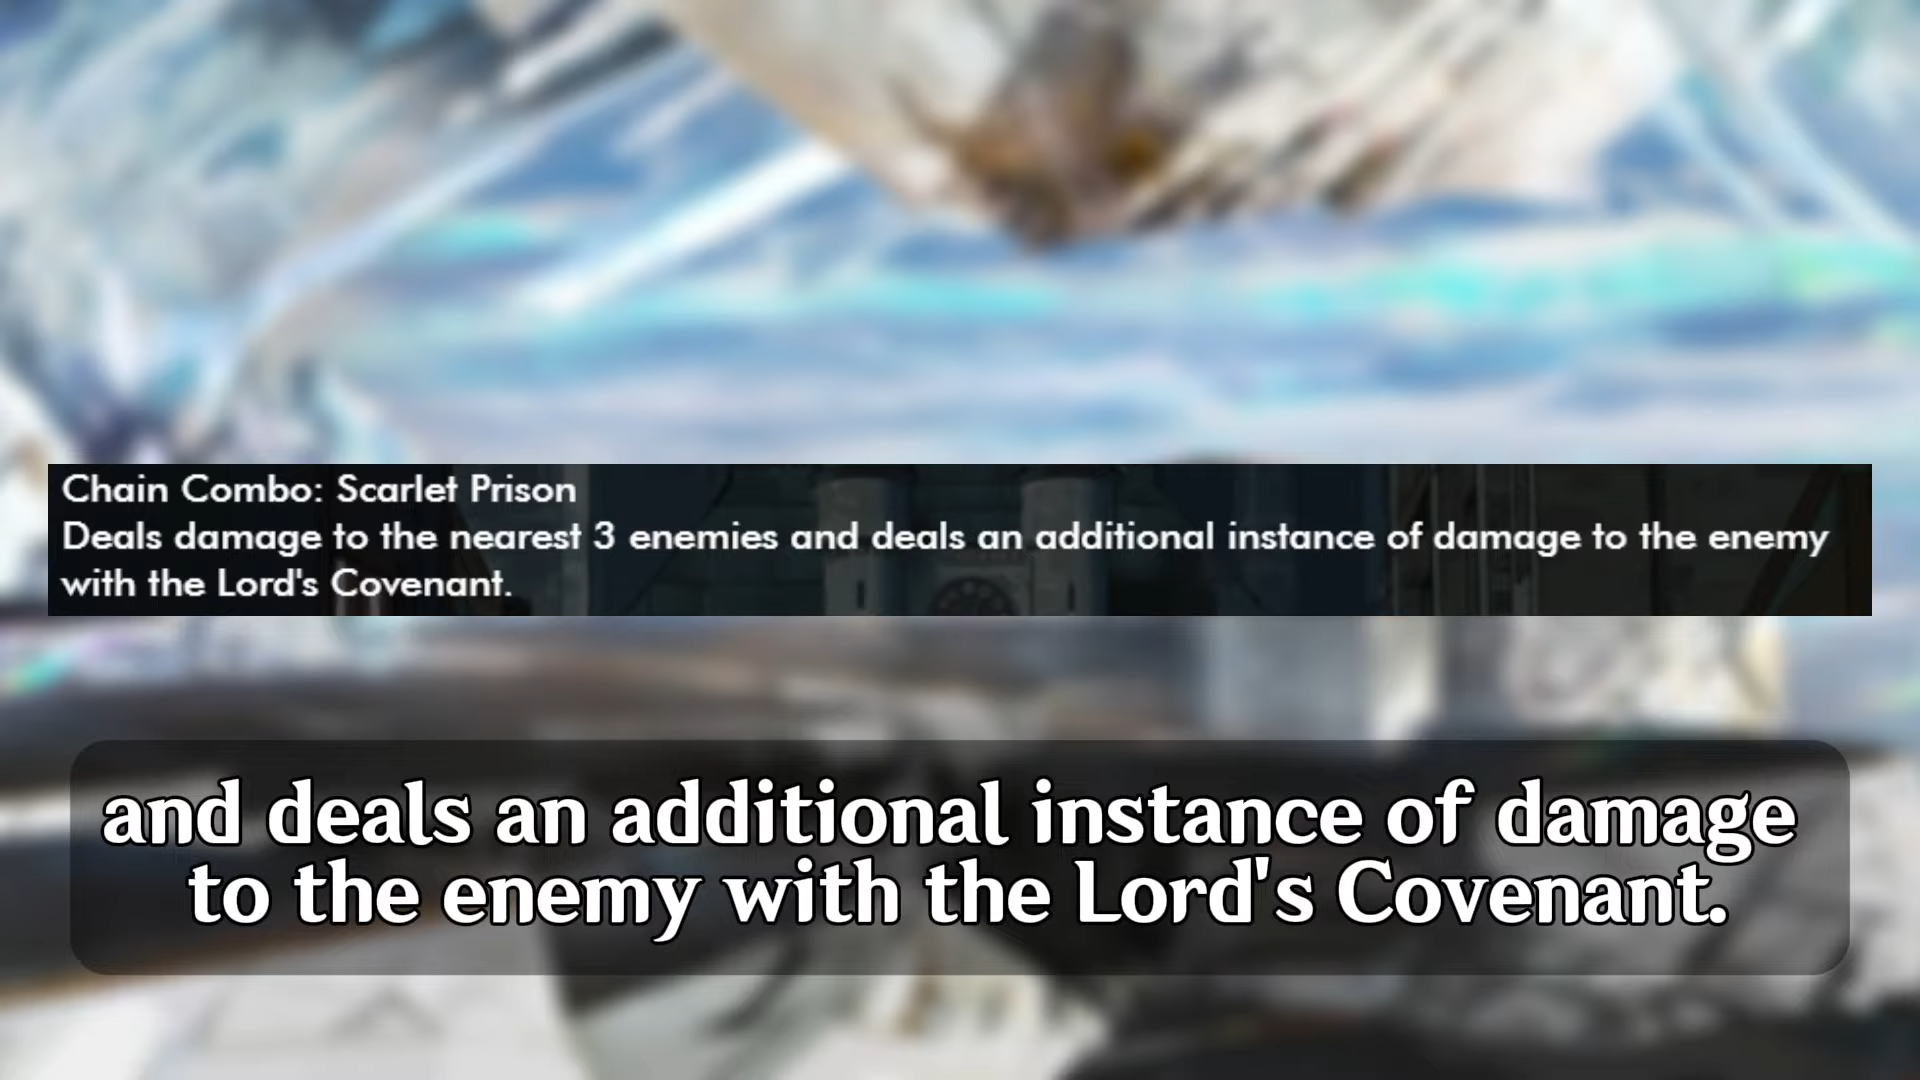 Chain Combo: Scarlet Prison
Deals damage to the nearest 3 enemies and deals an additional instance of damage to the enemy
with the Lord's Covenant.
and deals an additional instance of damage
to the enemy with the Lord's Covenant.